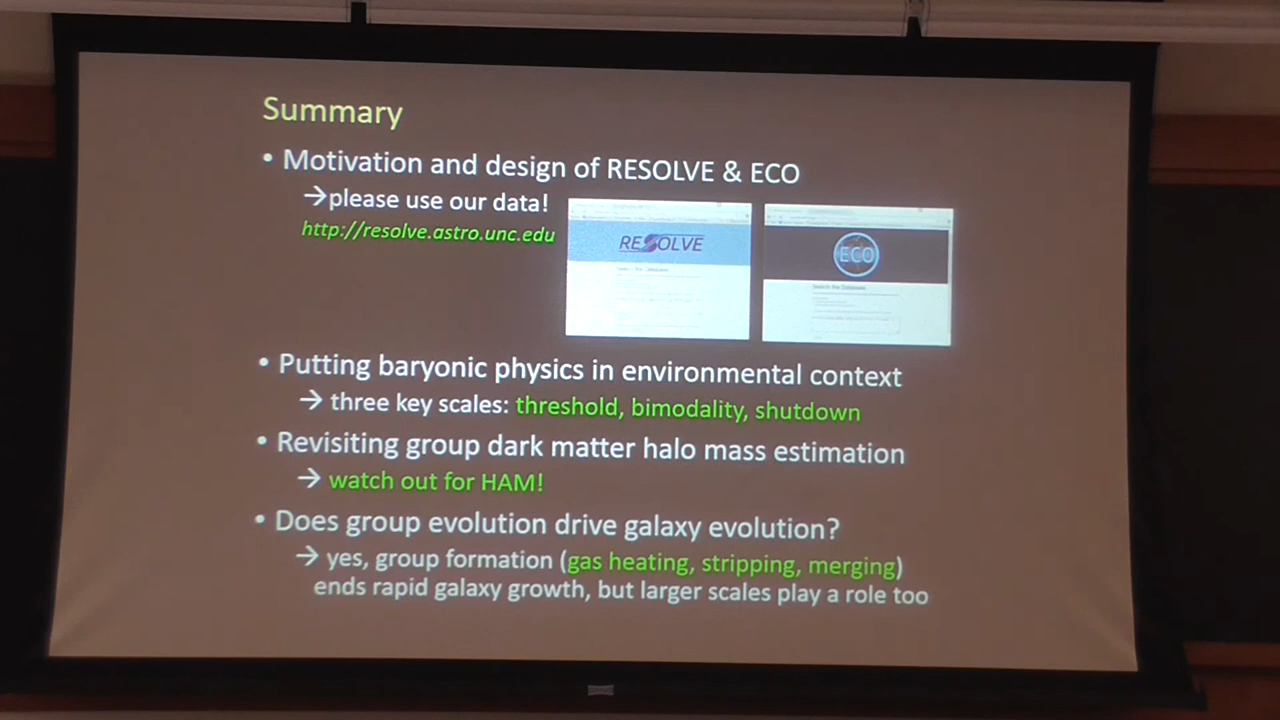 Summary
• Motivation and design of RESOLVE & ECO
→please use our data!
http://resolve.astro.unc.edu
RESOLVE
ECO
Search the Database
• Putting baryonic physics in environmental context
→ three key scales: threshold, bimodality, shutdown
• Revisiting group dark matter halo mass estimation
→ watch out for HAM!
• Does group evolution drive galaxy evolution?
→ yes, group formation (gas heating, stripping, merging)
ends rapid galaxy growth, but larger scales play a role too